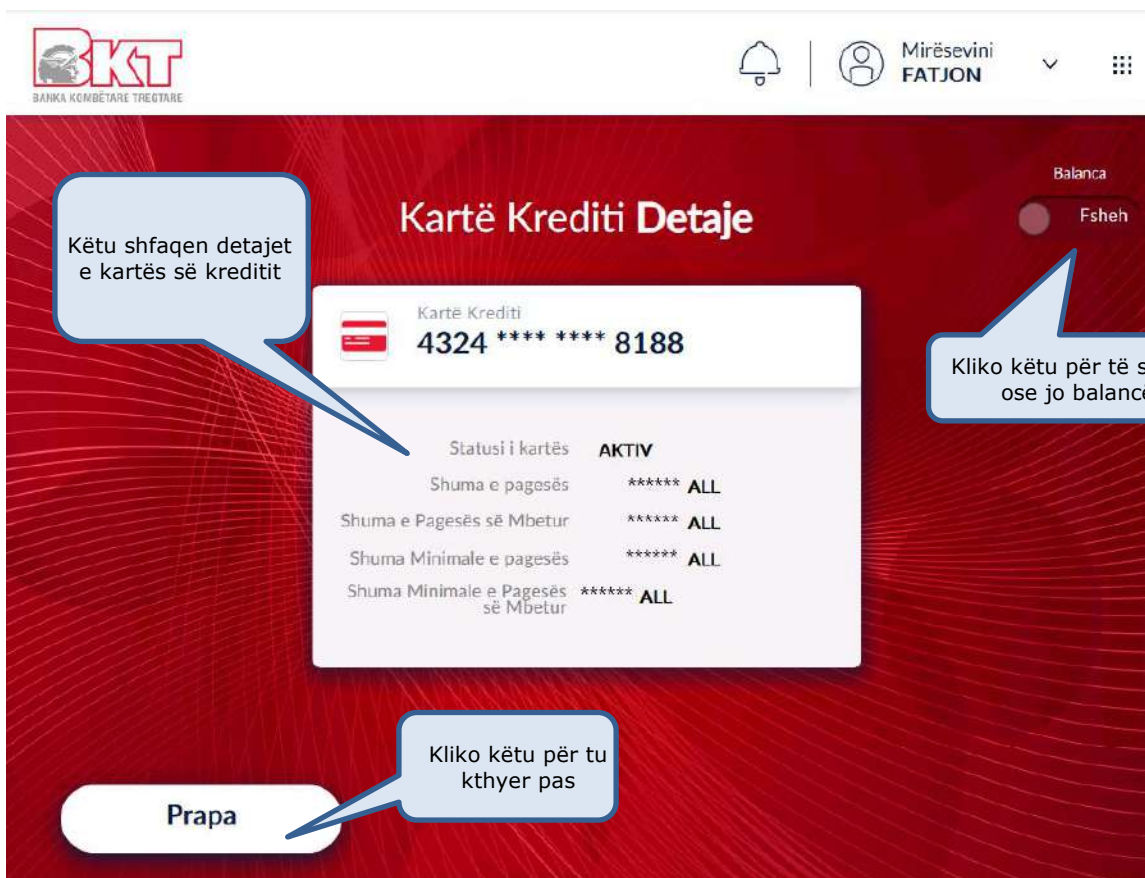 BKT
BANKA KOMBËTARE TREGTARE
Mirësevini
FATJON
Balanca
Fsheh
Kartë Krediti Detaje
Këtu shfaqen detajet
e kartës së kreditit
Kartë Krediti
4324 **** **** 8188
Kliko këtu për të
ose jo
Statusi i kartës AKTIV
Shuma e pagesës ****** ALL
Shuma e Pagesës së Mbetur ****** ALL
Shuma Minimale e pagesës ****** ALL
Shuma Minimale e Pagesës
së Mbetur ****** ALL
Kliko këtu për tu
kthyer pas
Prapa